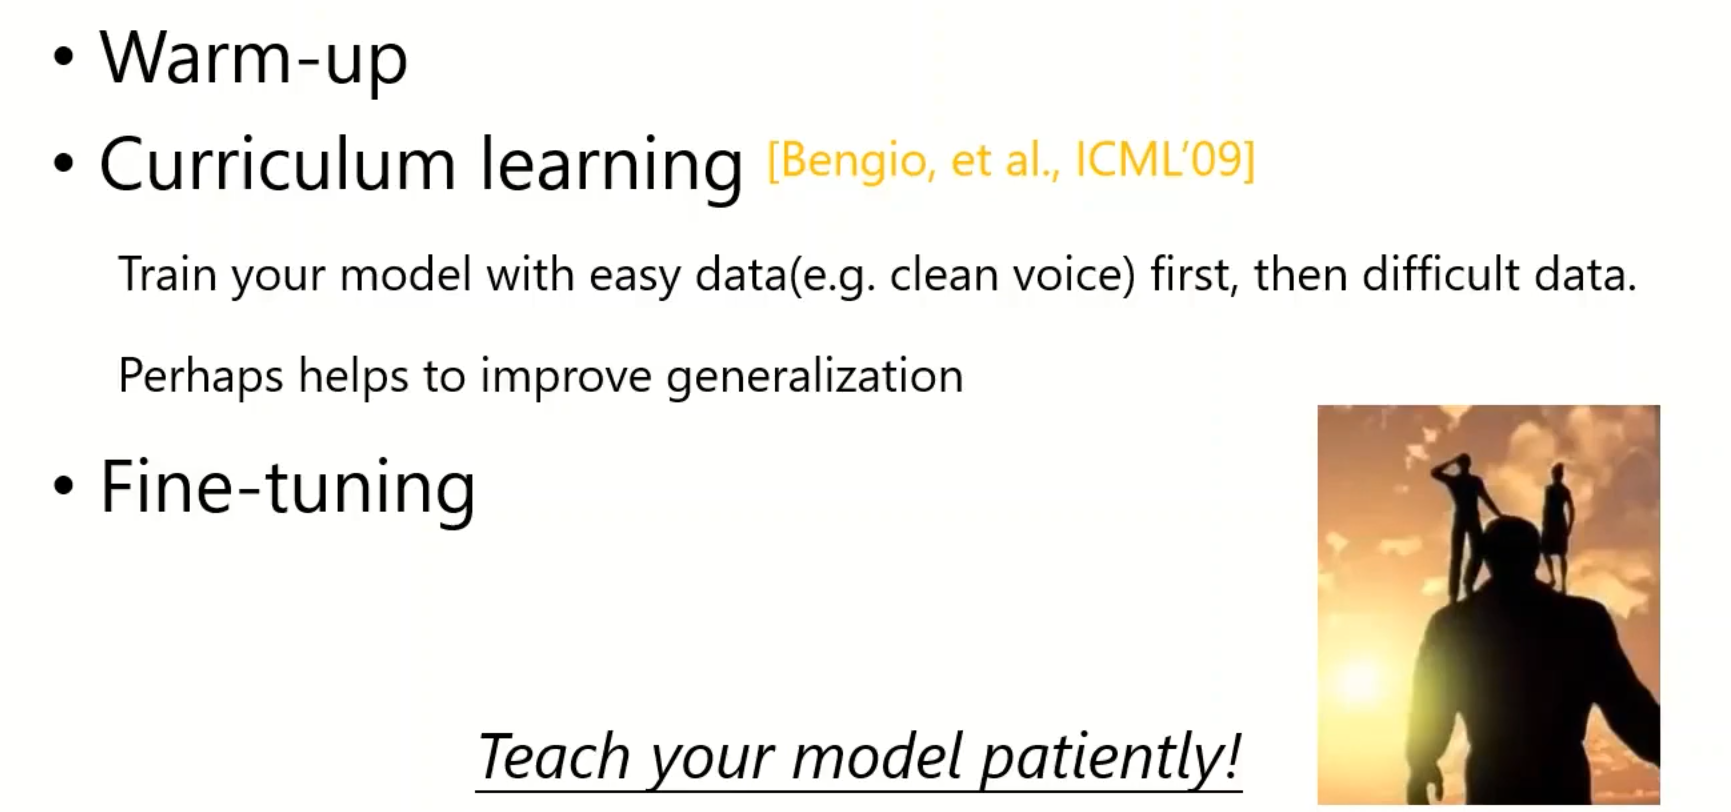 • Warm-up
• Curriculum learning [Bengio, et al., ICML'09]
Train your model with easy data(e.g. clean voice) first, then difficult data.
Perhaps helps to improve generalization
• Fine-tuning
Teach your model patiently!